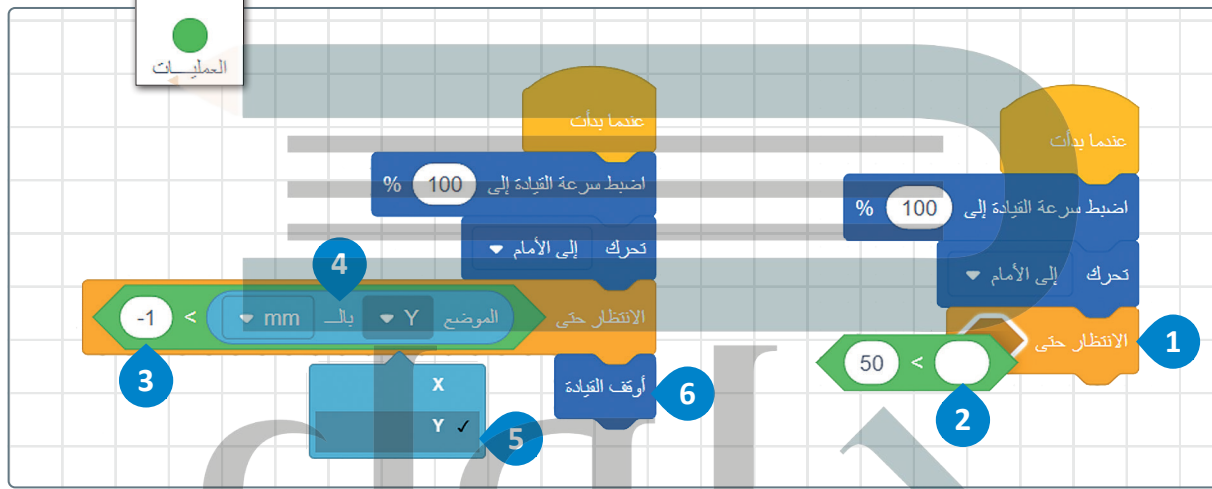 العمليـــات
عندما بدأت
اضبط سرعة القيادة إلى 100 %
تحرك إلى الأمام
الانتظار حتى
1
50 < 
2
عندما بدأت
اضبط سرعة القيادة إلى 100 %
تحرك إلى الأمام
4
الانتظار حتى الموضع Y بالـ mm < -1
3
X
Y ✓
5
أوقف القيادة
6